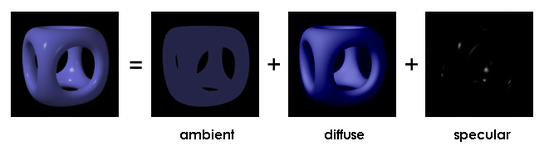 = + +
ambient diffuse specular